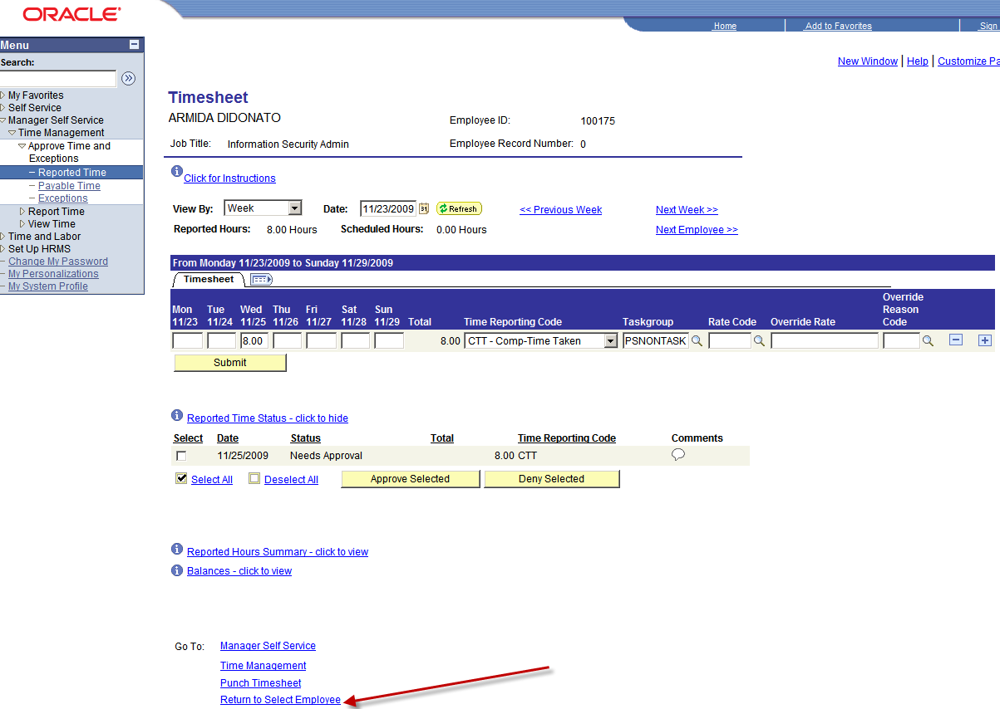 ORACLE®
Home
Add to Favorites
Sign
Menu
Search:
New Window | Help | Customize Pa
My Favorites
Self Service
Manager Self Service
Time Management
Approve Time and
Exceptions
– Reported Time
– Payable Time
– Exceptions
Report Time
View Time
Time and Labor
Set Up HRMS
– Change My Password
– My Personalizations
– My System Profile
Timesheet
ARMIDA DIDONATO
Employee ID: 100175
Job Title: Information Security Admin
Employee Record Number: 0
Click for Instructions
View By: Week Date: 11/23/2009 31 Refresh << Previous Week Next Week >>
Reported Hours: 8.00 Hours Scheduled Hours: 0.00 Hours Next Employee >>
From Monday 11/23/2009 to Sunday 11/29/2009
Timesheet
Mon 11/23 Tue 11/24 Wed 11/25 Thu 11/26 Fri 11/27 Sat 11/28 Sun 11/29 Total Time Reporting Code Taskgroup Rate Code Override Rate Override Reason Code
8.00 8.00 CTT - Comp-Time Taken PSNONTASK
Submit
Reported Time Status - click to hide
Select Date Status Total Time Reporting Code Comments
11/25/2009 Needs Approval 8.00 CTT
Select All Deselect All Approve Selected Deny Selected
Reported Hours Summary - click to view
Balances - click to view
Go To: Manager Self Service
Time Management
Punch Timesheet
Return to Select Employee